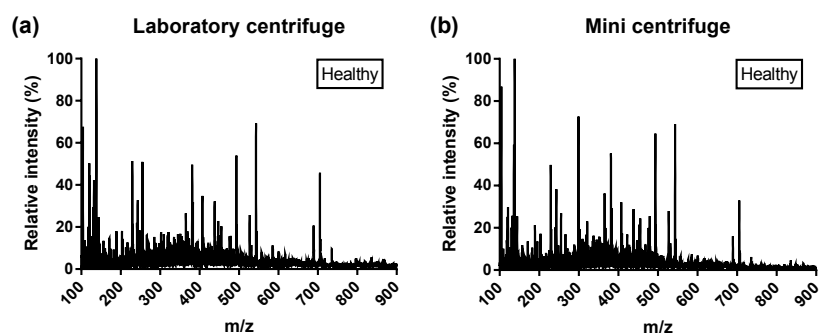 (a) Laboratory centrifuge
Healthy
Relative intensity (%)
100
80
60
40
20
0
100 200 300 400 500 600 700 800 900
m/z
(b) Mini centrifuge
Healthy
Relative intensity (%)
100
80
60
40
20
0
100 200 300 400 500 600 700 800 900
m/z